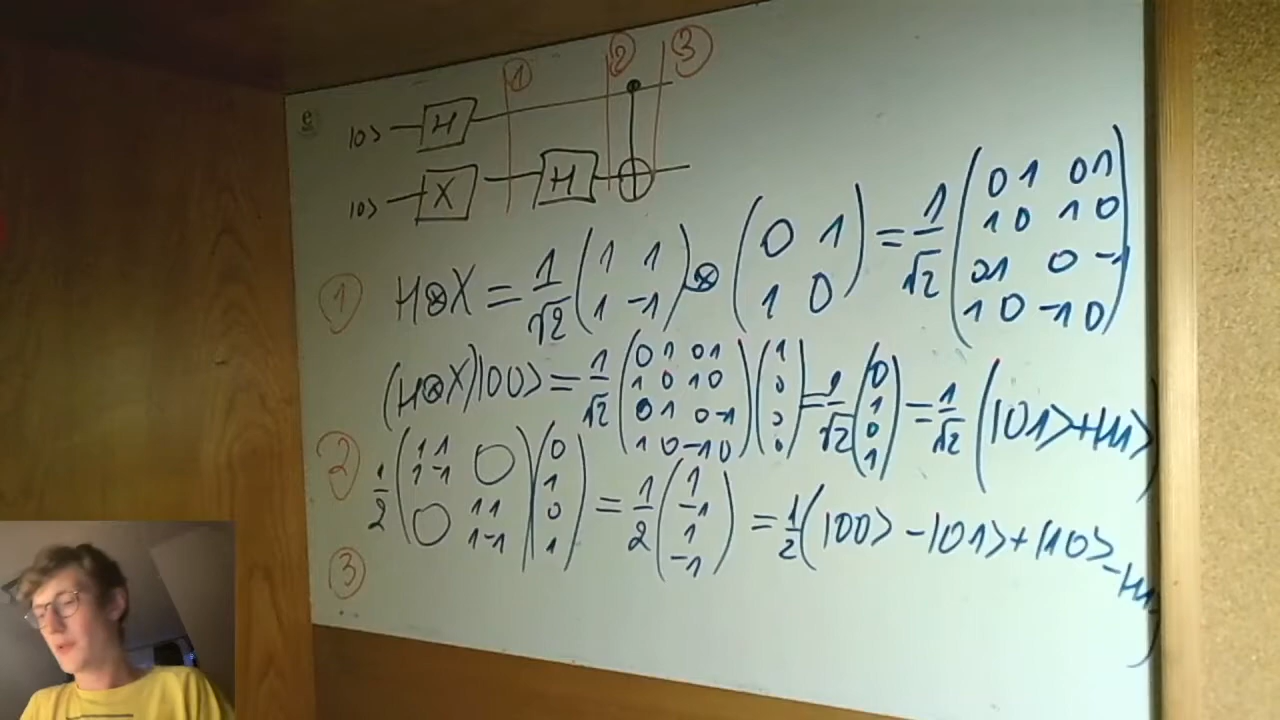 e
① ② ③
|0> H
|0> X H
① H⊗X = 1/√2 (1 1; 1 -1) ⊗ (0 1; 1 0) = 1/√2 (0 1 0 1; 1 0 1 0; 0 1 0 -1; 1 0 -1 0)
(H⊗X)|00> = 1/√2 (0 1 0 1; 1 0 1 0; 0 1 0 -1; 1 0 -1 0) (1; 0; 0; 0) = 1/√2 (0; 1; 0; 1) = 1/√2 (|01>+|11>)
② 1/2 (1 1 0; 1 -1; 0 1 1; 1 -1) (0; 1; 0; 1) = 1/2 (1; -1; 1; -1) = 1/2 (|00> - |01> + |10> - |11>)
③